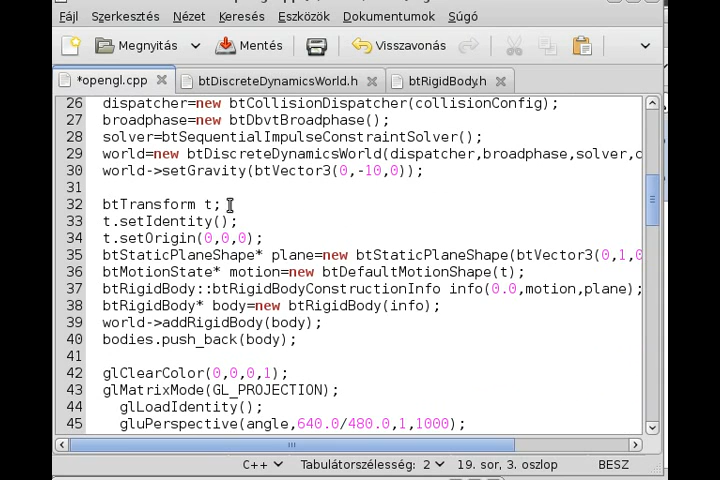 Fájl Szerkesztés Nézet Keresés Eszközök Dokumentumok Súgó
Megnyitás Mentés Visszavonás
*opengl.cpp btDiscreteDynamicsWorld.h btRigidBody.h
26 dispatcher=new btCollisionDispatcher(collisionConfig);
27 broadphase=new btDbvtBroadphase();
28 solver=btSequentialImpulseConstraintSolver();
29 world=new btDiscreteDynamicsWorld(dispatcher,broadphase,solver,c
30 world->setGravity(btVector3(0,-10,0));
31
32 btTransform t;
33 t.setIdentity();
34 t.setOrigin(0,0,0);
35 btStaticPlaneShape* plane=new btStaticPlaneShape(btVector3(0,1,0
36 btMotionState* motion=new btDefaultMotionShape(t);
37 btRigidBody::btRigidBodyConstructionInfo info(0.0,motion,plane);
38 btRigidBody* body=new btRigidBody(info);
39 world->addRigidBody(body);
40 bodies.push_back(body);
41
42 glClearColor(0,0,0,1);
43 glMatrixMode(GL_PROJECTION);
44 glLoadIdentity();
45 gluPerspective(angle,640.0/480.0,1,1000);
C++ Tabulátorszélesség: 2 19. sor, 3. oszlop BESZ